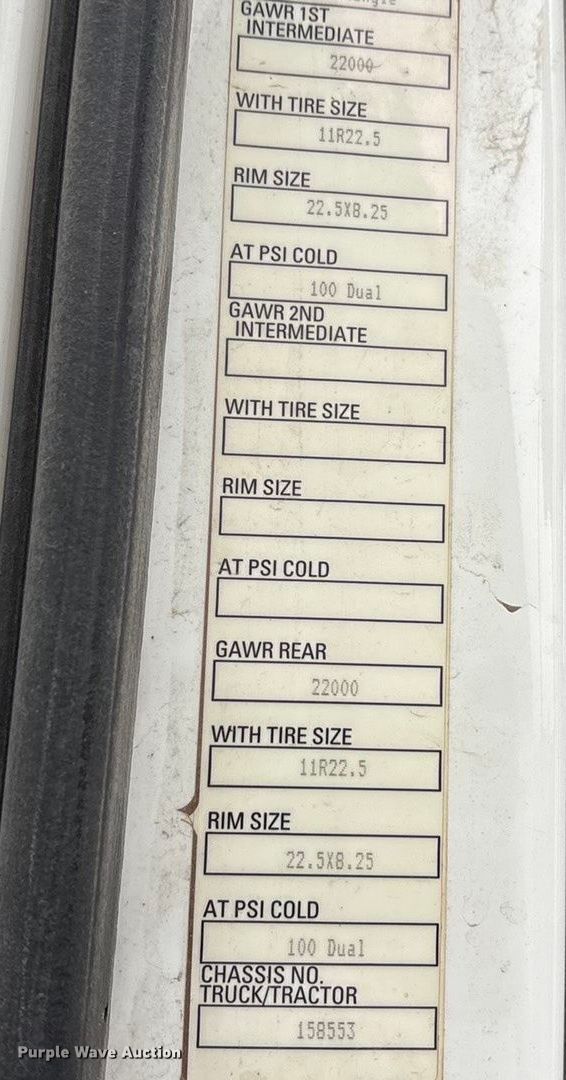 GAWR 1ST
INTERMEDIATE
22000
WITH TIRE SIZE
11R22.5
RIM SIZE
22.5X8.25
AT PSI COLD
100 Dual
GAWR 2ND
INTERMEDIATE
WITH TIRE SIZE
RIM SIZE
AT PSI COLD
GAWR REAR
22000
WITH TIRE SIZE
11R22.5
RIM SIZE
22.5X8.25
AT PSI COLD
100 Dual
CHASSIS NO.
TRUCK/TRACTOR
158553
Purple Wave Auction